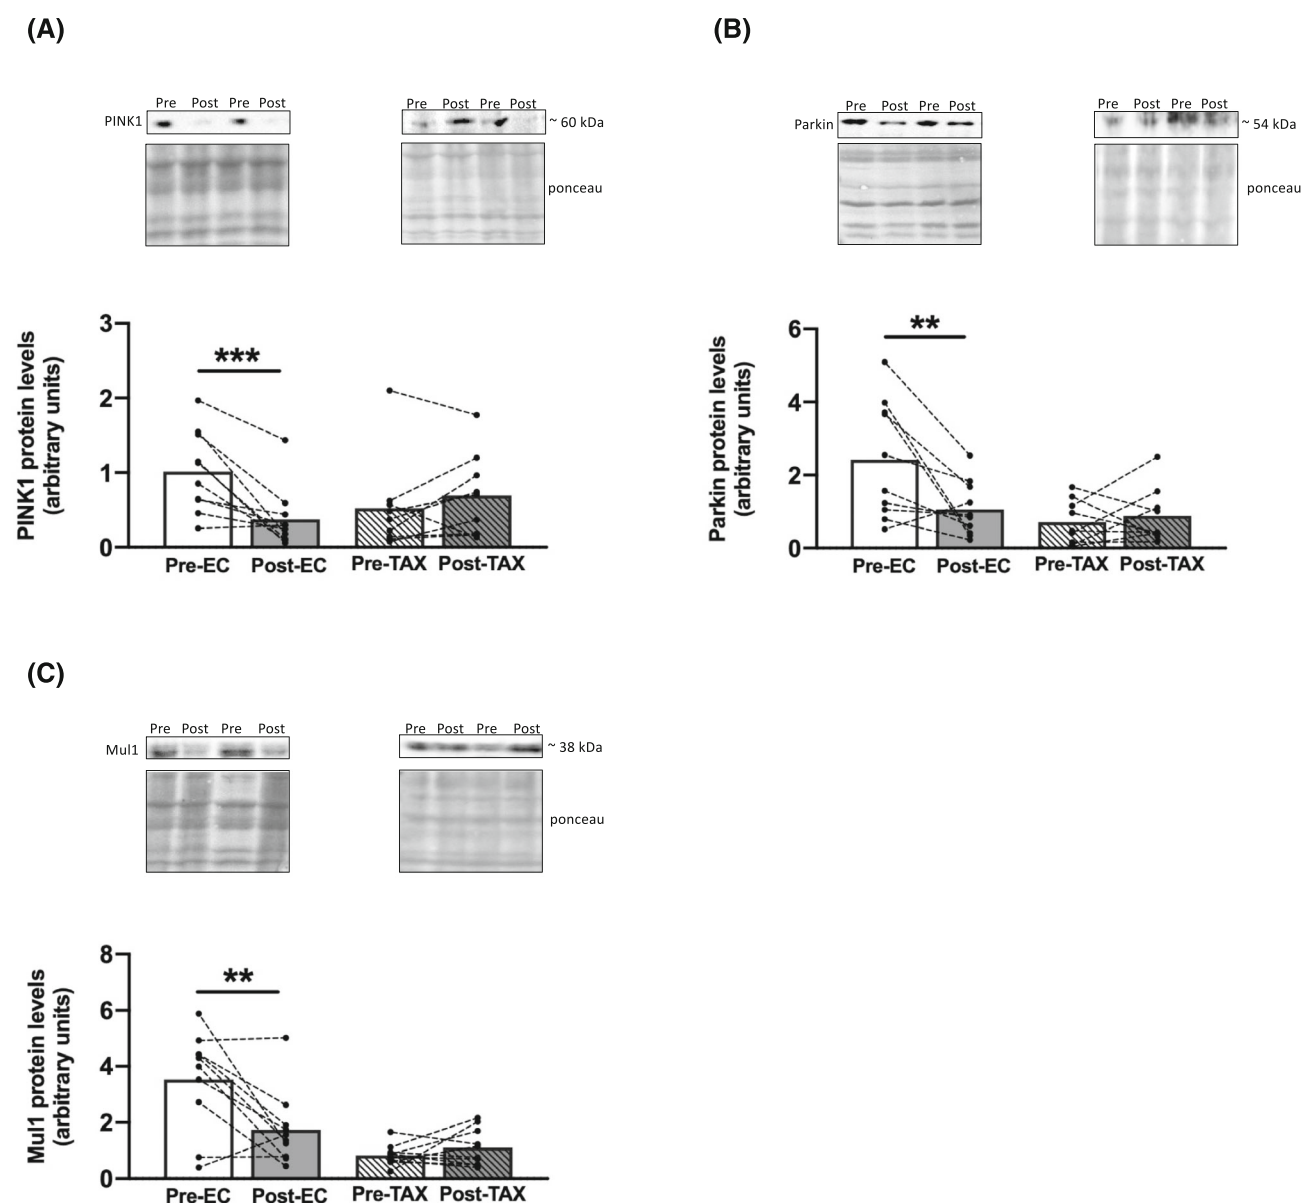 (A)
Pre Post Pre Post
PINK1
Pre Post Pre Post
~ 60 kDa
ponceau
PINK1 protein levels
(arbitrary units)
3
2
1
0
***
Pre-EC Post-EC Pre-TAX Post-TAX
(B)
Pre Post Pre Post
Parkin
Pre Post Pre Post
~ 54 kDa
ponceau
Parkin protein levels
(arbitrary units)
6
4
2
0
**
Pre-EC Post-EC Pre-TAX Post-TAX
(C)
Pre Post Pre Post
Mul1
Pre Post Pre Post
~ 38 kDa
ponceau
Mul1 protein levels
(arbitrary units)
8
6
4
2
0
**
Pre-EC Post-EC Pre-TAX Post-TAX